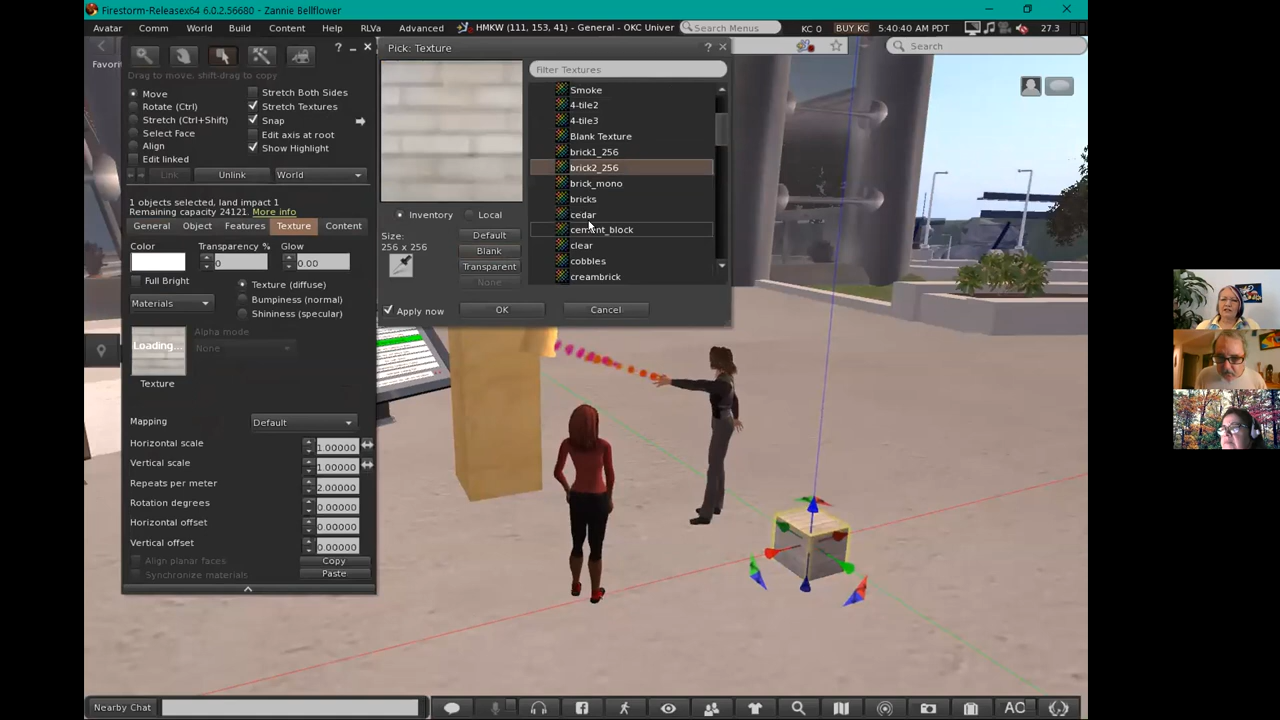 Firestorm-Releasex64 6.0.2.56680 - Zannie Bellflower
Avatar Comm World Build Content Help RLVa Advanced HMKW (111, 153, 41) - General - OKC Univer Search Menus KC 0 BUY KC 5:40:40 AM PDT 27.3
Favori
Search
Drag to move, shift-drag to copy
Move
Rotate (Ctrl)
Stretch (Ctrl+Shift)
Select Face
Align
Edit linked
Stretch Both Sides
Stretch Textures
Snap
Edit axis at root
Show Highlight
Link Unlink World
1 objects selected, land impact 1
Remaining capacity 24121. More info
General Object Features Texture Content
Color Transparency % Glow
0 0.00
Full Bright
Materials
Texture (diffuse)
Bumpiness (normal)
Shininess (specular)
Alpha mode
None
Loading...
Texture
Mapping Default
Horizontal scale 1.00000
Vertical scale 1.00000
Repeats per meter 2.00000
Rotation degrees 0.00000
Horizontal offset 0.00000
Vertical offset 0.00000
Align planar faces Copy
Synchronize materials Paste
Pick: Texture
Filter Textures
Smoke
4-tile2
4-tile3
Blank Texture
brick1_256
brick2_256
brick_mono
bricks
cedar
cement_block
clear
cobbles
creambrick
Inventory Local
Size:
256 x 256
Default
Blank
Transparent
None
Apply now OK Cancel
Nearby Chat
AO